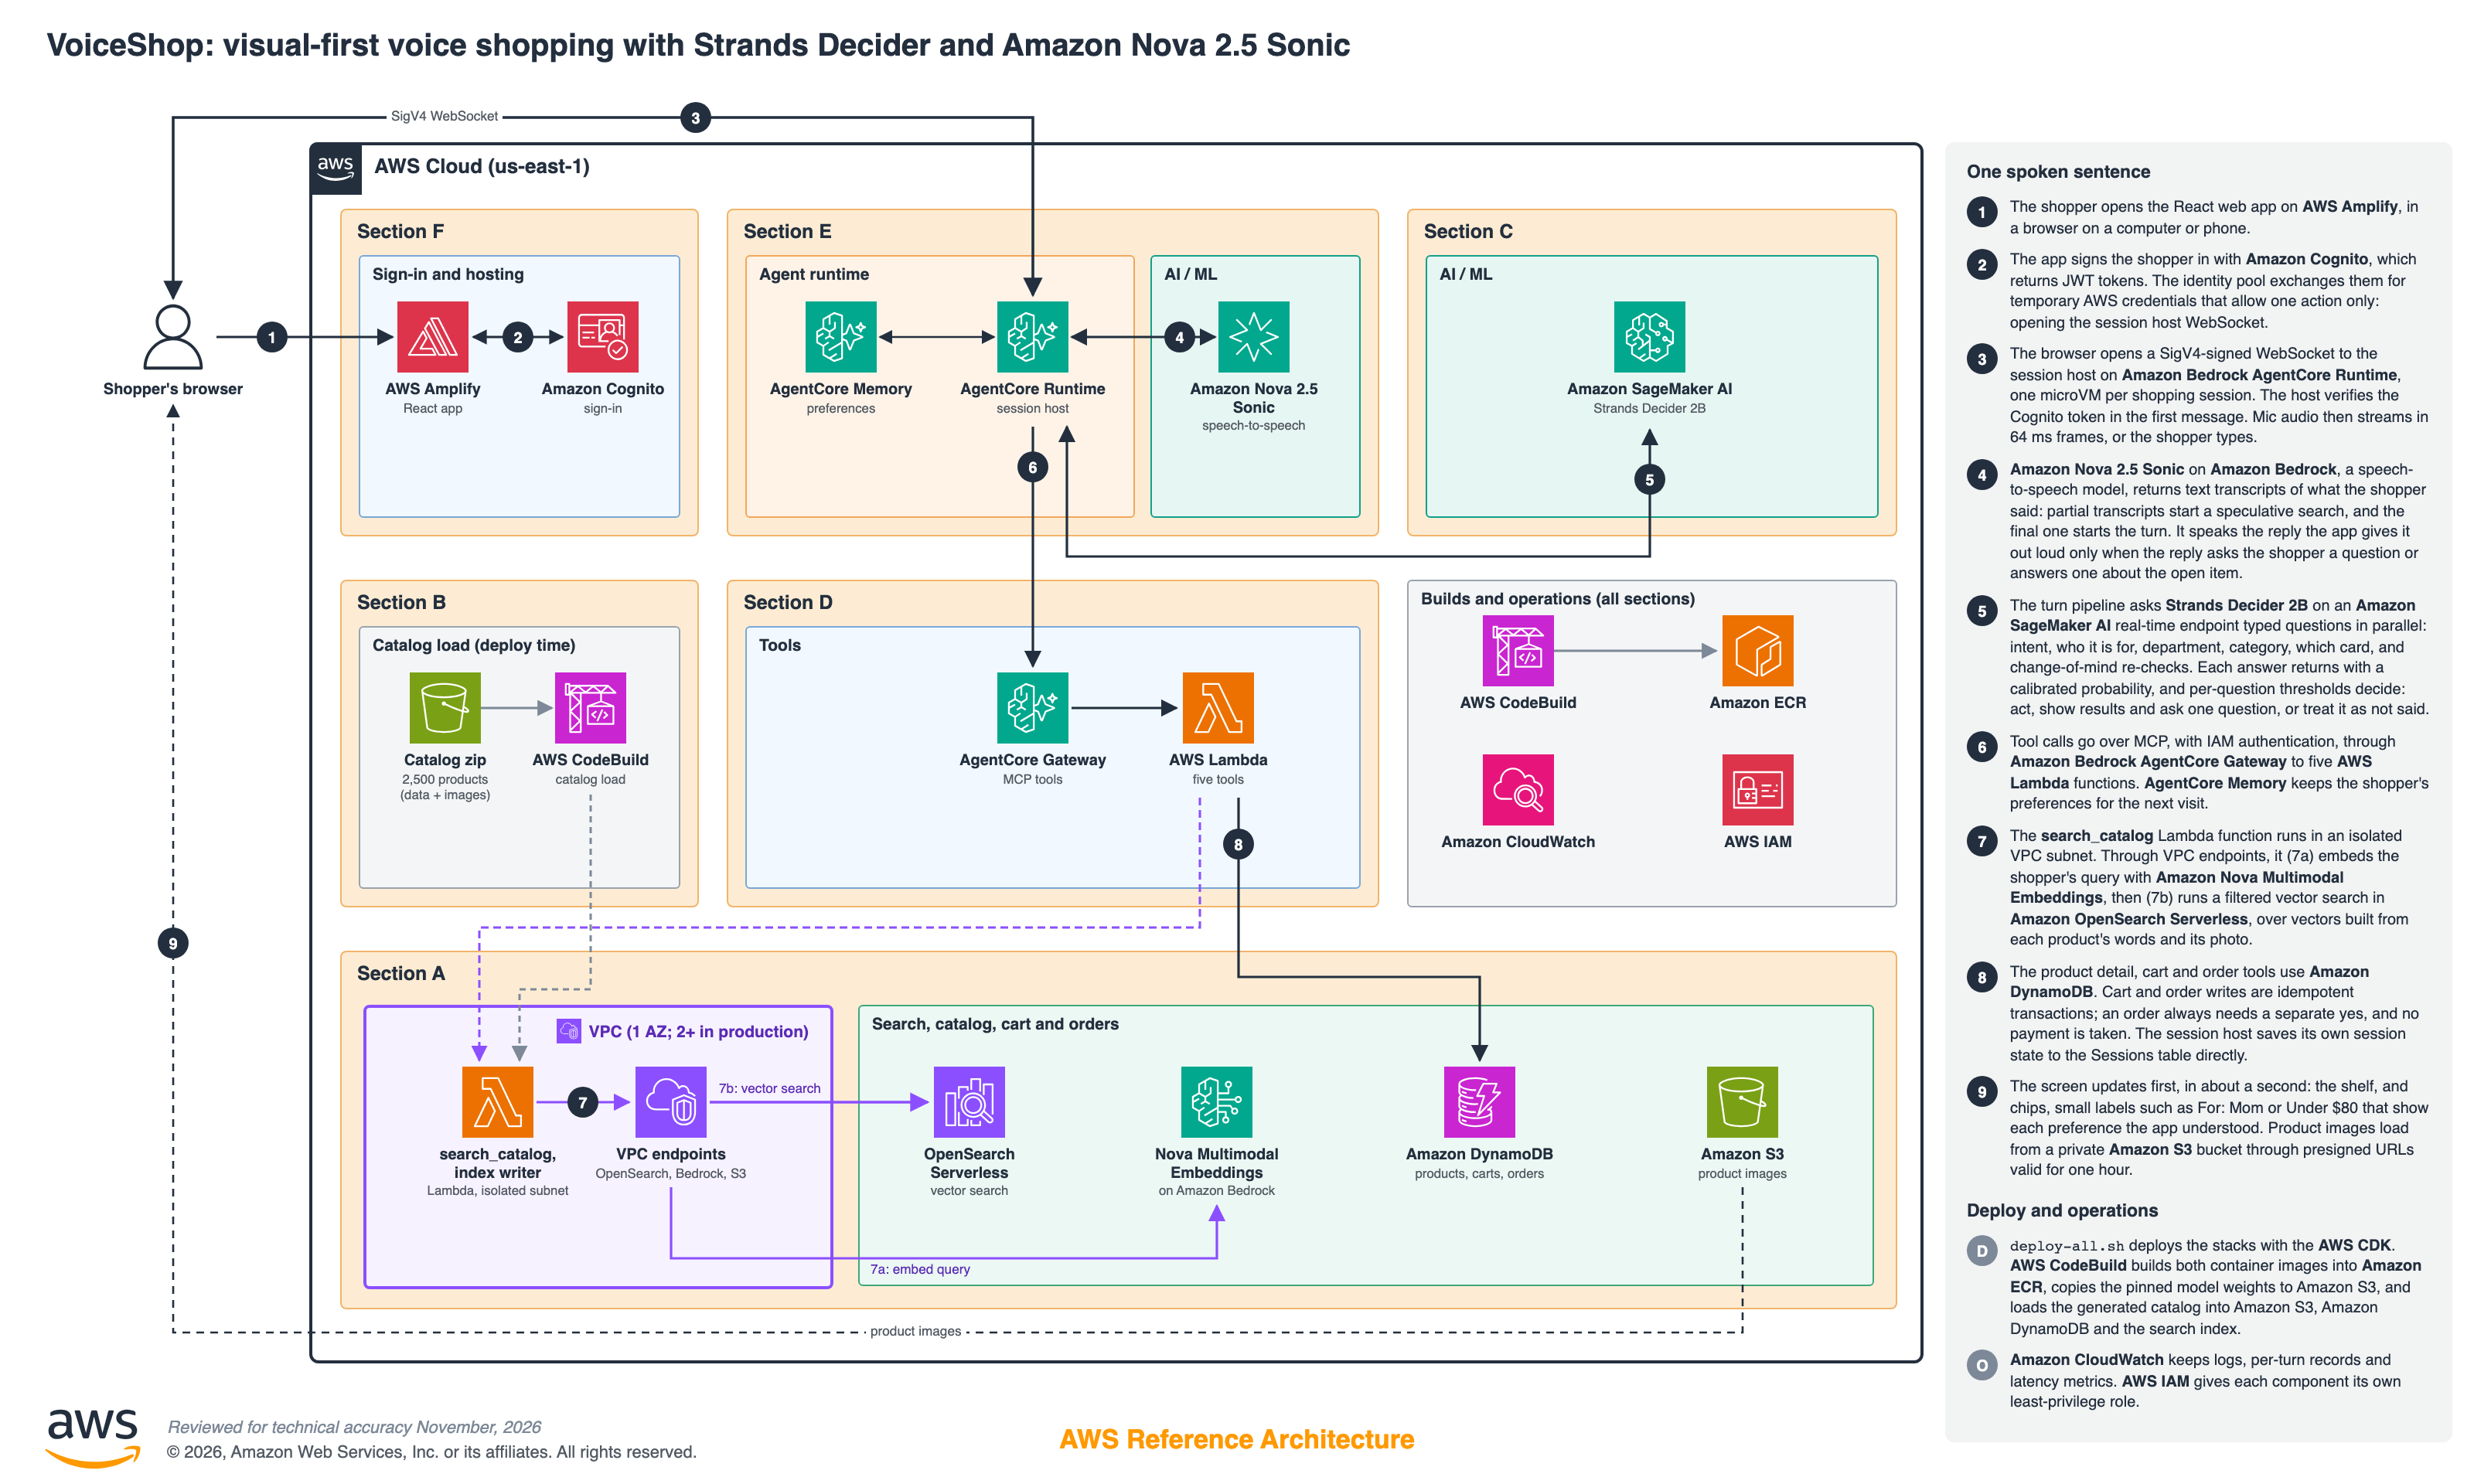 VoiceShop: visual-first voice shopping with Strands Decider and Amazon Nova 2.5 Sonic
SigV4 WebSocket
3
aws
AWS Cloud (us-east-1)
Section F
Sign-in and hosting
AWS Amplify
React app
2
Amazon Cognito
sign-in
1
Shopper's browser
Section E
Agent runtime
AgentCore Memory
preferences
AgentCore Runtime
session host
AI / ML
4
Amazon Nova 2.5
Sonic
speech-to-speech
6
Section C
AI / ML
Amazon SageMaker AI
Strands Decider 2B
5
Section B
Catalog load (deploy time)
Catalog zip
2,500 products
(data + images)
AWS CodeBuild
catalog load
Section D
Tools
AgentCore Gateway
MCP tools
AWS Lambda
five tools
8
Builds and operations (all sections)
AWS CodeBuild
Amazon ECR
Amazon CloudWatch
AWS IAM
9
Section A
VPC (1 AZ; 2+ in production)
search_catalog,
index writer
Lambda, isolated subnet
7
VPC endpoints
OpenSearch, Bedrock, S3
7b: vector search
7a: embed query
Search, catalog, cart and orders
OpenSearch
Serverless
vector search
Nova Multimodal
Embeddings
on Amazon Bedrock
Amazon DynamoDB
products, carts, orders
Amazon S3
product images
product images
One spoken sentence
1
The shopper opens the React web app on AWS Amplify, in
a browser on a computer or phone.
2
The app signs the shopper in with Amazon Cognito, which
returns JWT tokens. The identity pool exchanges them for
temporary AWS credentials that allow one action only:
opening the session host WebSocket.
3
The browser opens a SigV4-signed WebSocket to the
session host on Amazon Bedrock AgentCore Runtime,
one microVM per shopping session. The host verifies the
Cognito token in the first message. Mic audio then streams in
64 ms frames, or the shopper types.
4
Amazon Nova 2.5 Sonic on Amazon Bedrock, a speech-
to-speech model, returns text transcripts of what the shopper
said: partial transcripts start a speculative search, and the
final one starts the turn. It speaks the reply the app gives it
out loud only when the reply asks the shopper a question or
answers one about the open item.
5
The turn pipeline asks Strands Decider 2B on an Amazon
SageMaker AI real-time endpoint typed questions in parallel:
intent, who it is for, department, category, which card, and
change-of-mind re-checks. Each answer returns with a
calibrated probability, and per-question thresholds decide:
act, show results and ask one question, or treat it as not said.
6
Tool calls go over MCP, with IAM authentication, through
Amazon Bedrock AgentCore Gateway to five AWS
Lambda functions. AgentCore Memory keeps the shopper's
preferences for the next visit.
7
The search_catalog Lambda function runs in an isolated
VPC subnet. Through VPC endpoints, it (7a) embeds the
shopper's query with Amazon Nova Multimodal
Embeddings, then (7b) runs a filtered vector search in
Amazon OpenSearch Serverless, over vectors built from
each product's words and its photo.
8
The product detail, cart and order tools use Amazon
DynamoDB. Cart and order writes are idempotent
transactions; an order always needs a separate yes, and no
payment is taken. The session host saves its own session
state to the Sessions table directly.
9
The screen updates first, in about a second: the shelf, and
chips, small labels such as For: Mom or Under $80 that show
each preference the app understood. Product images load
from a private Amazon S3 bucket through presigned URLs
valid for one hour.
Deploy and operations
D
deploy-all.sh deploys the stacks with the AWS CDK.
AWS CodeBuild builds both container images into Amazon
ECR, copies the pinned model weights to Amazon S3, and
loads the generated catalog into Amazon S3, Amazon
DynamoDB and the search index.
O
Amazon CloudWatch keeps logs, per-turn records and
latency metrics. AWS IAM gives each component its own
least-privilege role.
aws
Reviewed for technical accuracy November, 2026
© 2026, Amazon Web Services, Inc. or its affiliates. All rights reserved.
AWS Reference Architecture